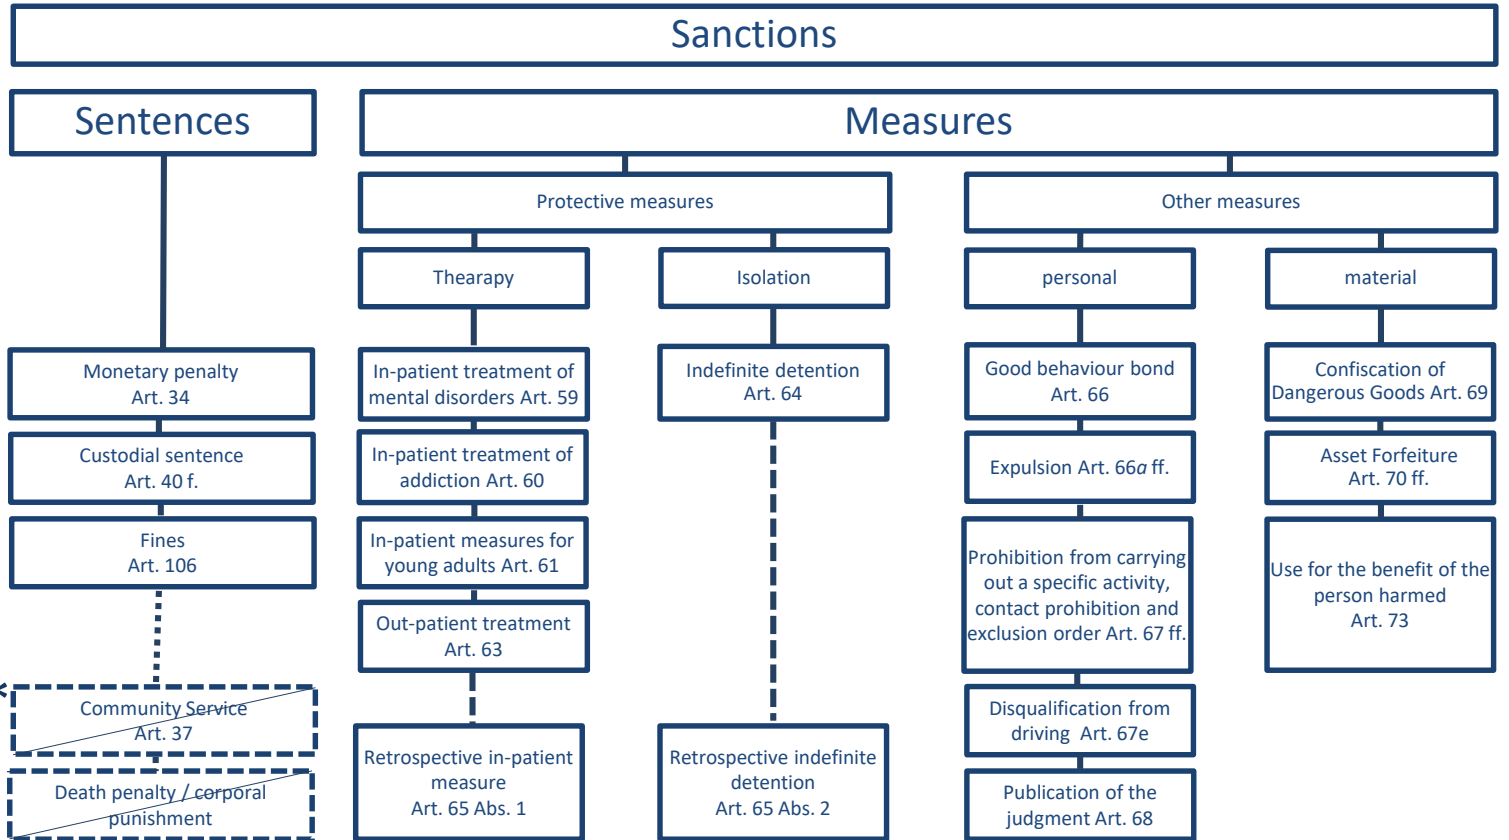 Sanctions
Sentences
Measures
Protective measures
Other measures
Thearapy
Isolation
personal
material
Monetary penalty
Art. 34
Custodial sentence
Art. 40 f.
Fines
Art. 106
Community Service
Art. 37
Death penalty / corporal
punishment
In-patient treatment of
mental disorders Art. 59
In-patient treatment of
addiction Art. 60
In-patient measures for
young adults Art. 61
Out-patient treatment
Art. 63
Retrospective in-patient
measure
Art. 65 Abs. 1
Indefinite detention
Art. 64
Retrospective indefinite
detention
Art. 65 Abs. 2
Good behaviour bond
Art. 66
Expulsion Art. 66a ff.
Prohibition from carrying
out a specific activity,
contact prohibition and
exclusion order Art. 67 ff.
Disqualification from
driving Art. 67e
Publication of the
judgment Art. 68
Confiscation of
Dangerous Goods Art. 69
Asset Forfeiture
Art. 70 ff.
Use for the benefit of the
person harmed
Art. 73